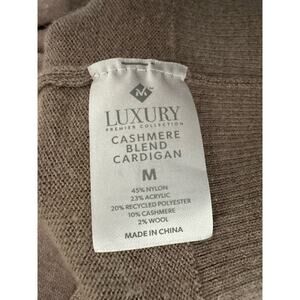 LUXURY
PREMIER COLLECTION
CASHMERE
BLEND
CARDIGAN
M
45% NYLON
23% ACRYLIC
20% RECYCLED POLYESTER
10% CASHMERE
2% WOOL
MADE IN CHINA